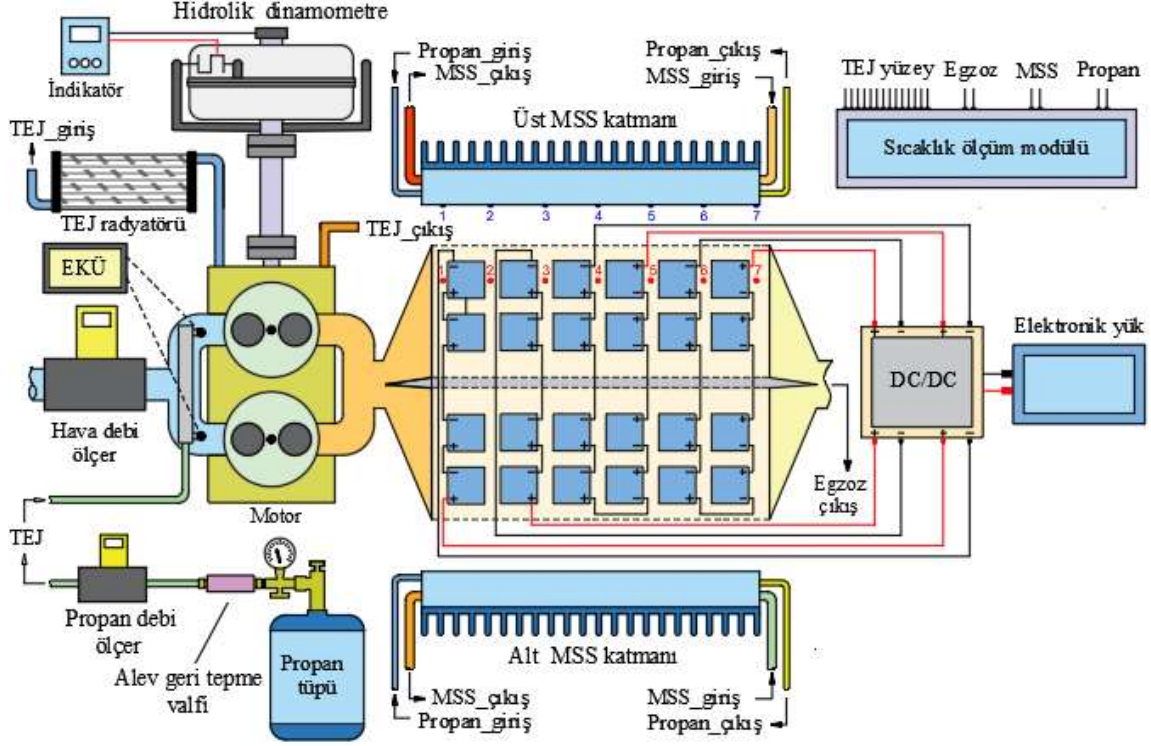 Hidrolik dinamometre
İndikatör
TEJ_giriş
TEJ radyatörü
TEJ_çıkış
EKÜ
Hava debi
ölçer
Motor
TEJ
Propan debi
ölçer
Alev geri tepme
valfi
Propan
tüpü
Propan_giriş
MSS_çıkış
Propan_çıkış
MSS_giriş
Üst MSS katmanı
1 2 3 4 5 6 7
1 2 3 4 5 6 7
TEJ yüzey Egzoz MSS Propan
Sıcaklık ölçüm modülü
DC/DC
Elektronik yük
Egzoz
çıkış
Alt MSS katmanı
MSS_çıkış
Propan_giriş
MSS_giriş
Propan_çıkış